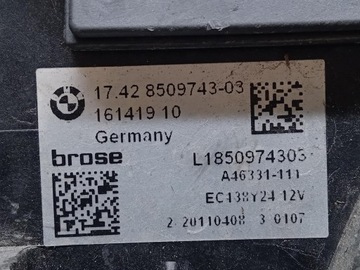 17.42 8509743-03
161419 10
Germany
brose
L1850974303
A46331-111
EC138Y24 12V
2 20110408 3 0107